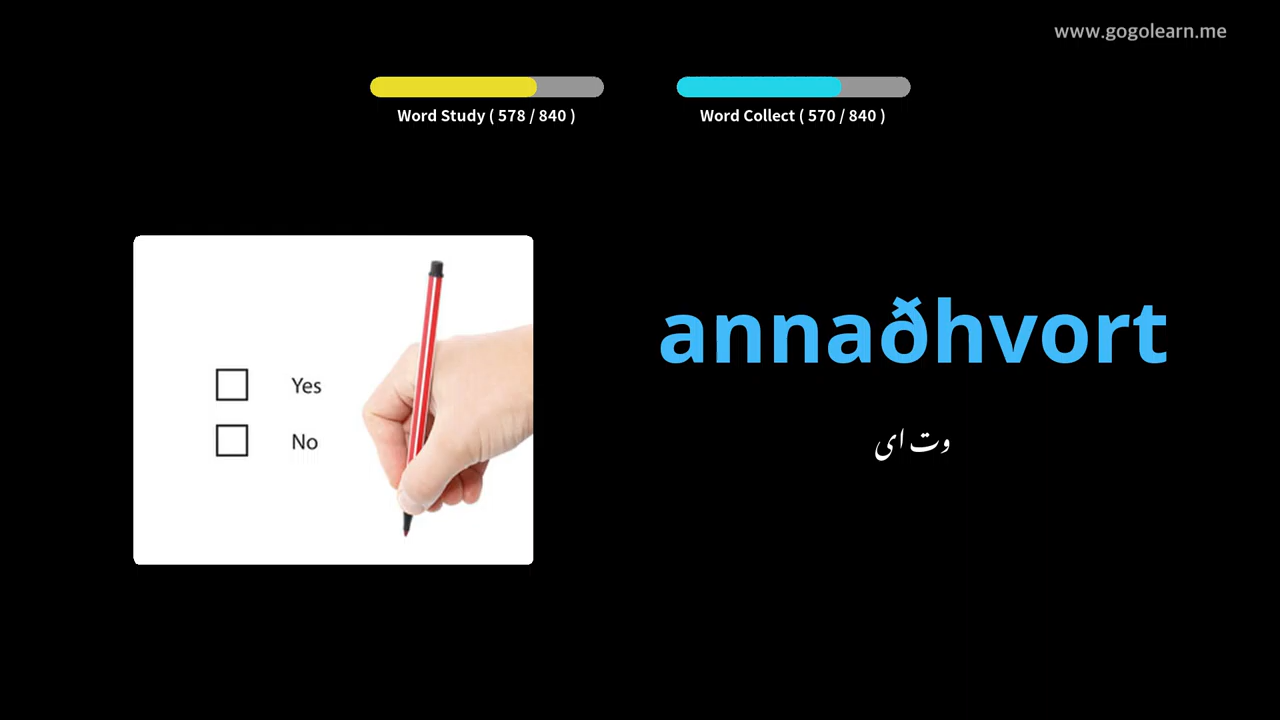 www.gogolearn.me
Word Study ( 578 / 840 )
Word Collect ( 570 / 840 )
Yes
No
annaðhvort
وت ای